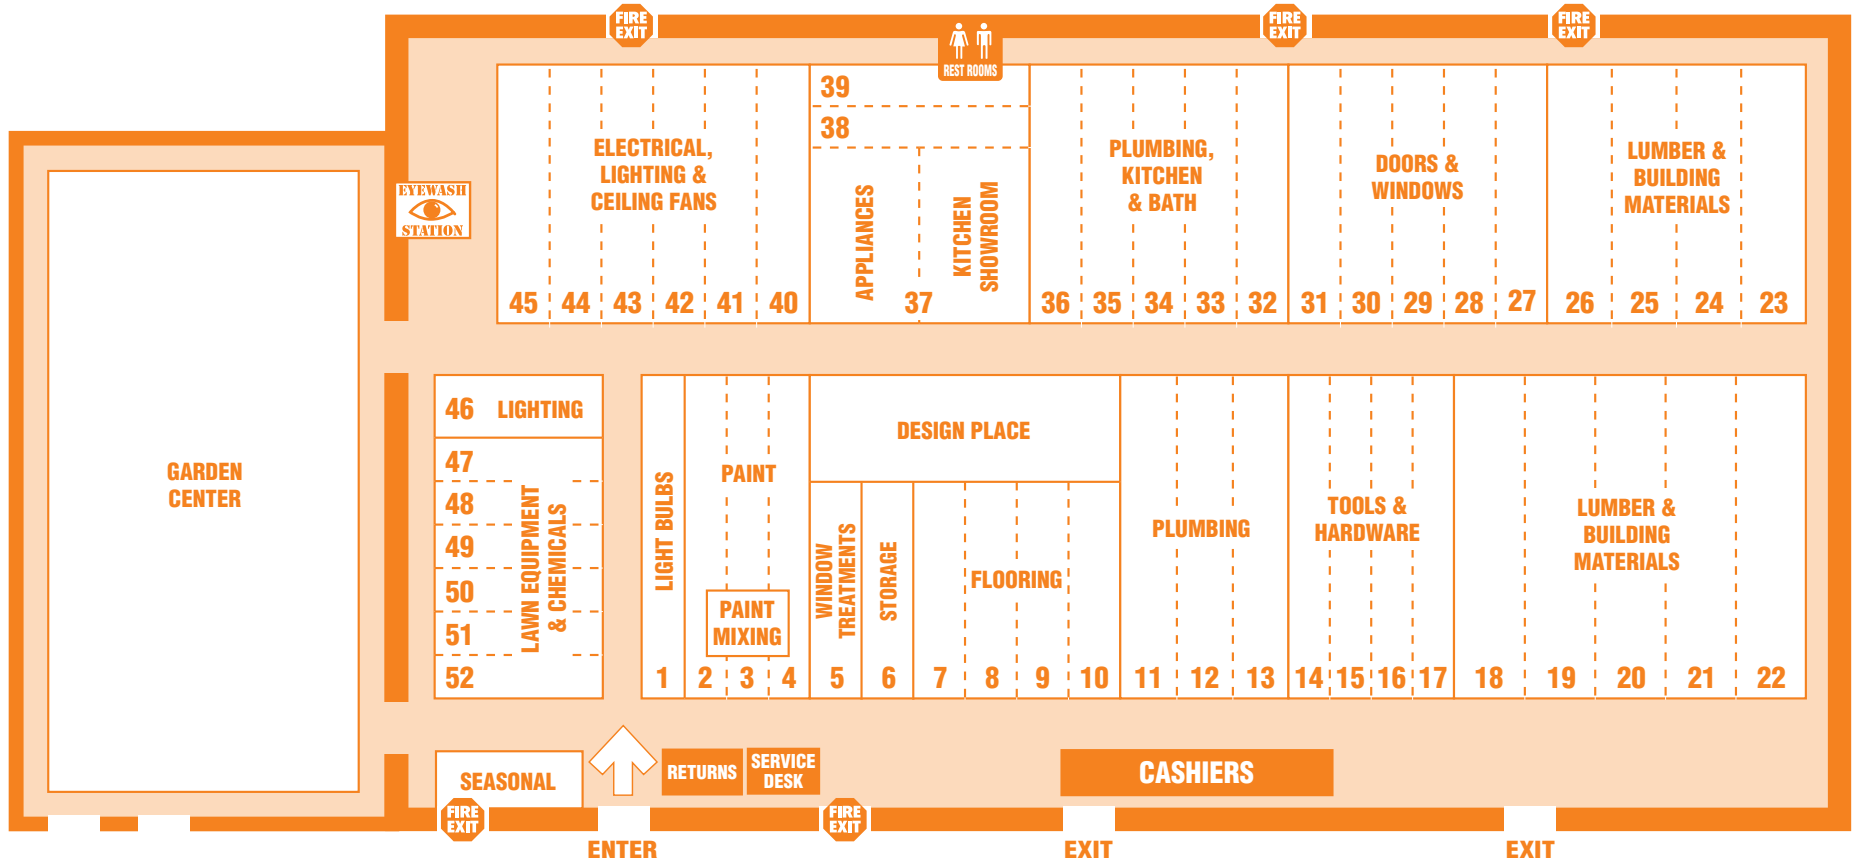 FIRE
EXIT
FIRE
EXIT
FIRE
EXIT
REST ROOMS
39
38
ELECTRICAL,
LIGHTING &
CEILING FANS
APPLIANCES
KITCHEN
SHOWROOM
PLUMBING,
KITCHEN
& BATH
DOORS &
WINDOWS
LUMBER &
BUILDING
MATERIALS
EYEWASH
STATION
45 44 43 42 41 40 37 36 35 34 33 32 31 30 29 28 27 26 25 24 23
GARDEN
CENTER
46 LIGHTING
47
48
49
50
51
52
LAWN EQUIPMENT
& CHEMICALS
LIGHT BULBS
PAINT
PAINT
MIXING
DESIGN PLACE
WINDOW
TREATMENTS
STORAGE
FLOORING
PLUMBING
TOOLS &
HARDWARE
LUMBER &
BUILDING
MATERIALS
1 2 3 4 5 6 7 8 9 10 11 12 13 14 15 16 17 18 19 20 21 22
SEASONAL
RETURNS
SERVICE
DESK
CASHIERS
FIRE
EXIT
FIRE
EXIT
ENTER
EXIT
EXIT